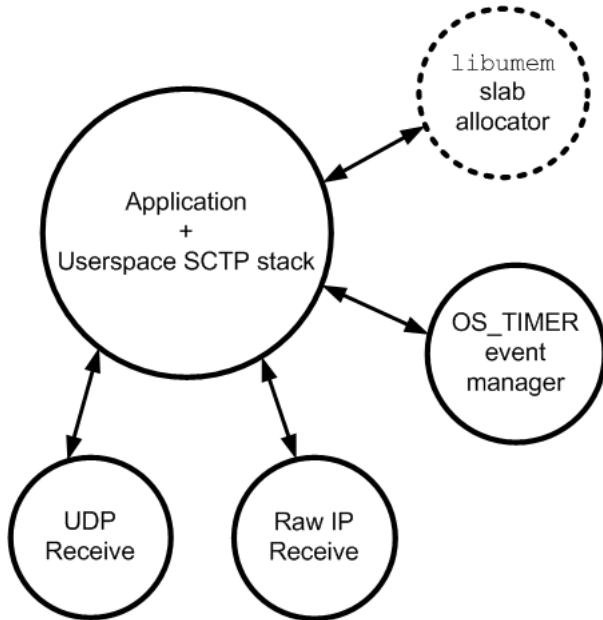 libumem
slab
allocator
Application
+
Userspace SCTP stack
OS_TIMER
event
manager
UDP
Receive
Raw IP
Receive